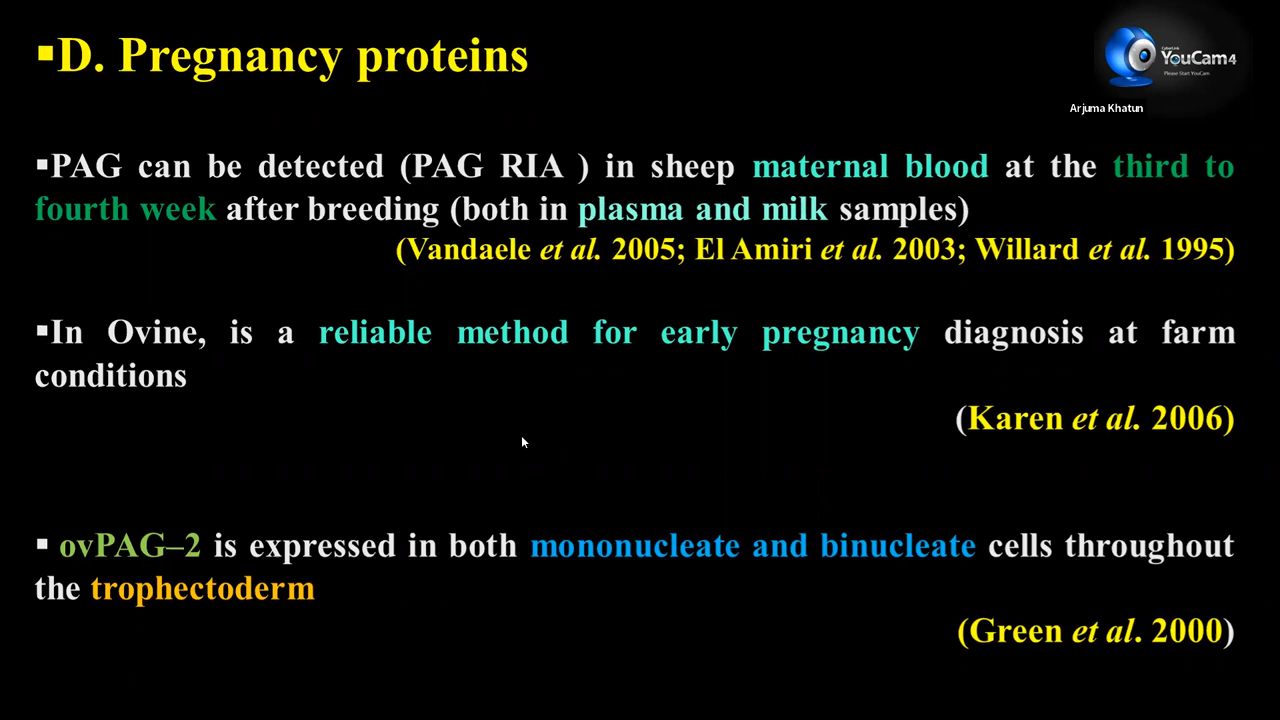 ▪D. Pregnancy proteins
CyberLink
YouCam4
Please Start YouCam
Arjuma Khatun
▪PAG can be detected (PAG RIA ) in sheep maternal blood at the third to
fourth week after breeding (both in plasma and milk samples)
(Vandaele et al. 2005; El Amiri et al. 2003; Willard et al. 1995)
▪In Ovine, is a reliable method for early pregnancy diagnosis at farm
conditions
(Karen et al. 2006)
▪ ovPAG–2 is expressed in both mononucleate and binucleate cells throughout
the trophectoderm
(Green et al. 2000)